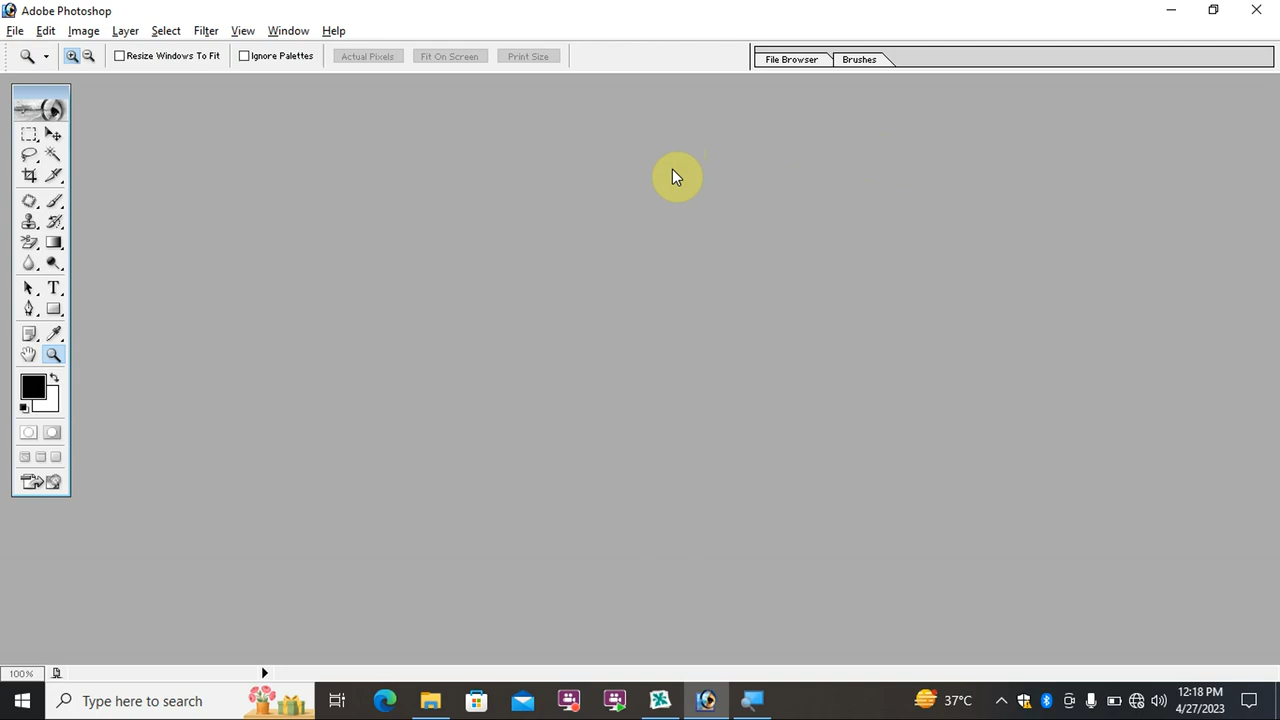 Adobe Photoshop
File Edit Image Layer Select Filter View Window Help
Resize Windows To Fit Ignore Palettes Actual Pixels Fit On Screen Print Size File Browser Brushes
T
100%
Type here to search
37°C
12:18 PM
4/27/2023